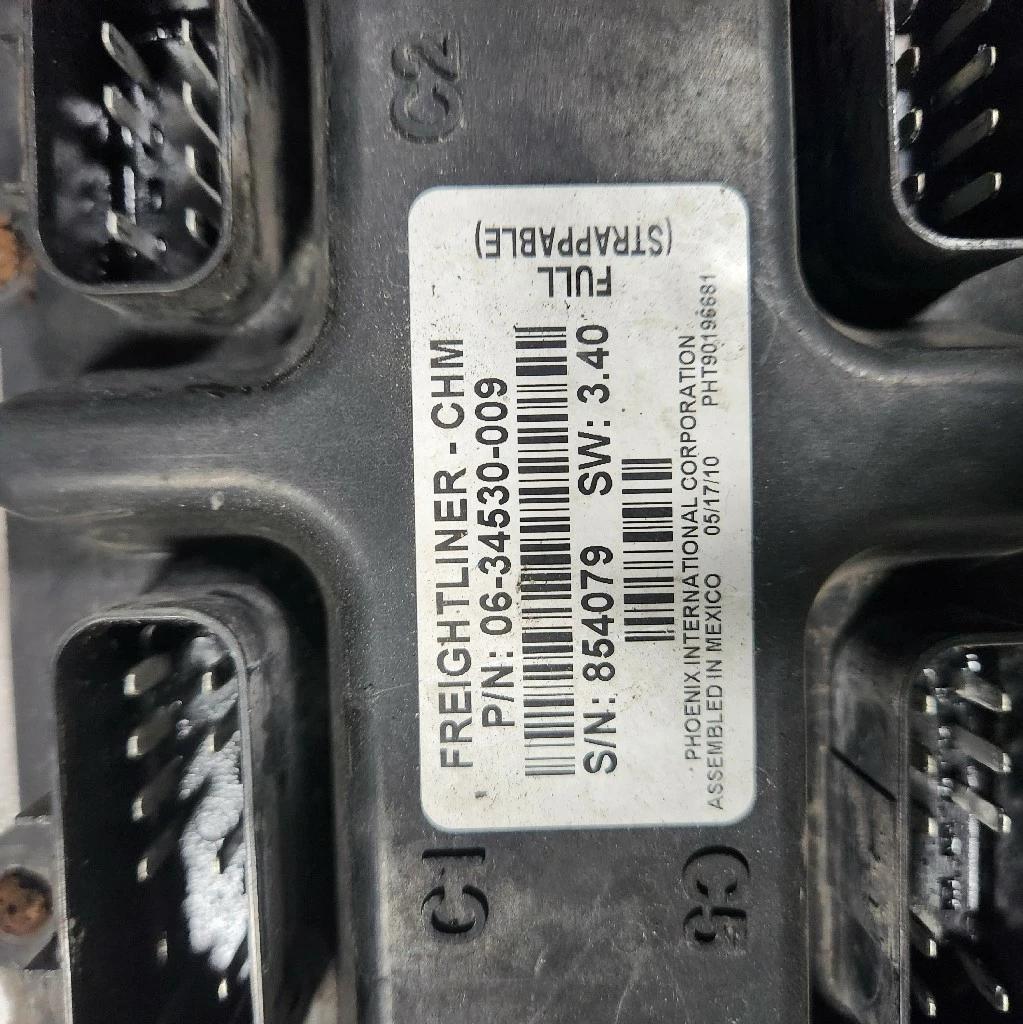 C2
FREIGHTLINER - CHM
P/N: 06-34530-009
FULL
(STRAPPABLE)
S/N: 854079 SW: 3.40
PHOENIX INTERNATIONAL CORPORATION
ASSEMBLED IN MEXICO 05/17/10 PHT90196681
C1